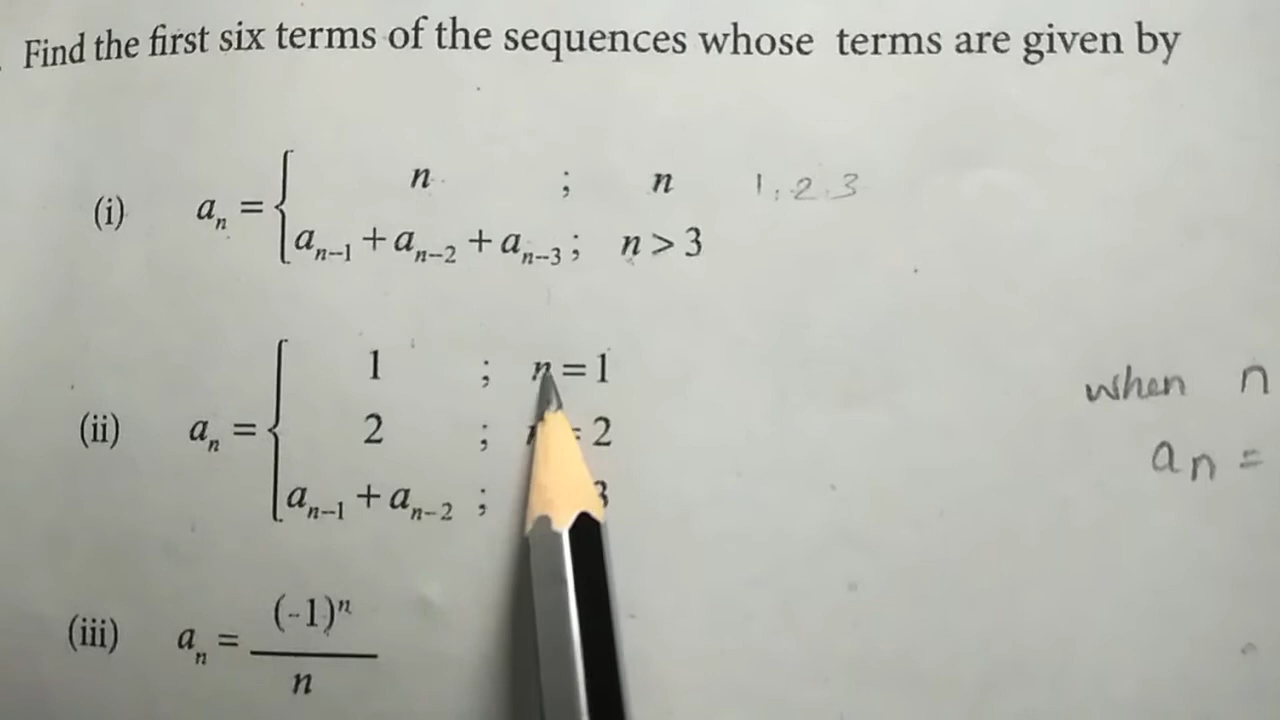 Find the first six terms of the sequences whose terms are given by
(i) aₙ = { n ; n 1, 2, 3
aₙ₋₁ + aₙ₋₂ + aₙ₋₃ ; n > 3
(ii) aₙ = { 1 ; n = 1
2 ; = 2
aₙ₋₁ + aₙ₋₂ ; 3
when n
aₙ =
(iii) aₙ = (-1)ⁿ
n